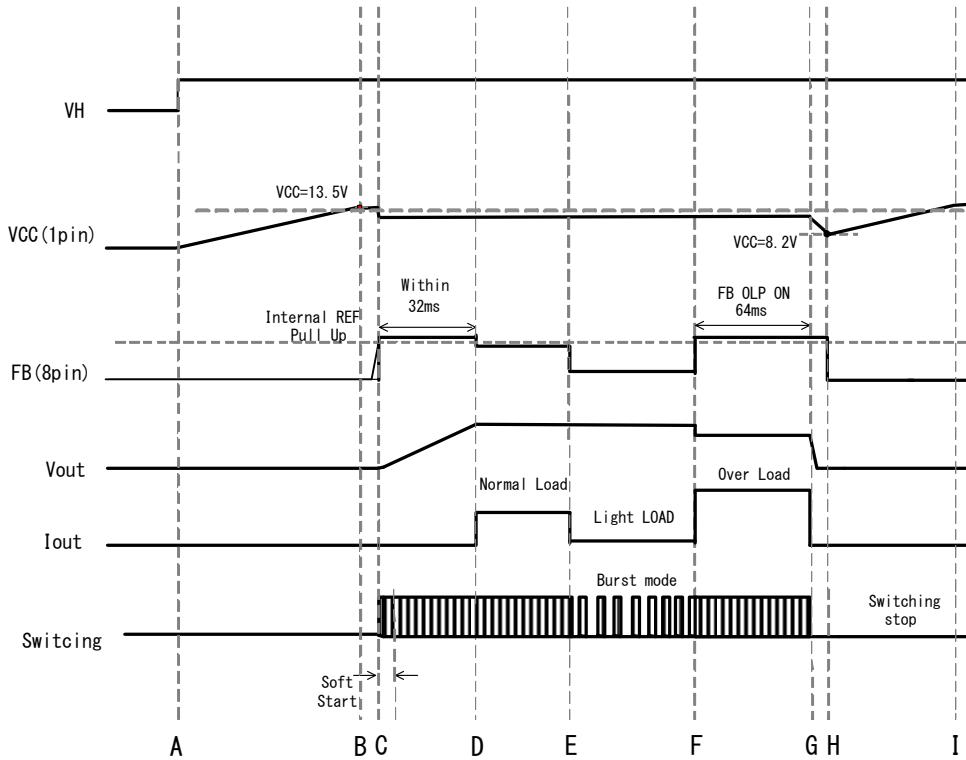 VH
VCC=13.5V
VCC(1pin)
VCC=8.2V
Within
32ms
FB OLP ON
64ms
Internal REF
Pull Up
FB(8pin)
Vout
Normal Load
Over Load
Light LOAD
Iout
Burst mode
Switching
stop
Switcing
Soft
Start
A B C D E F G H I